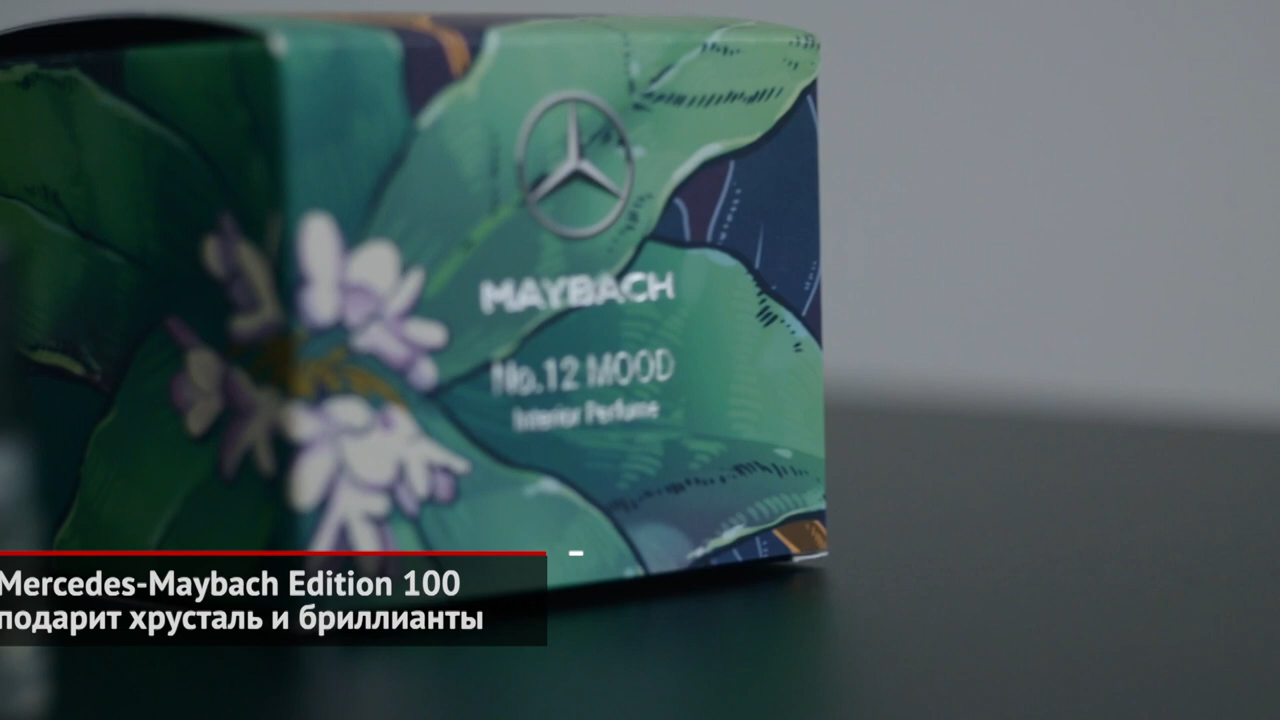 MAYBACH
No.12 MOOD
Interior Perfume
Mercedes-Maybach Edition 100
подарит хрусталь и бриллианты